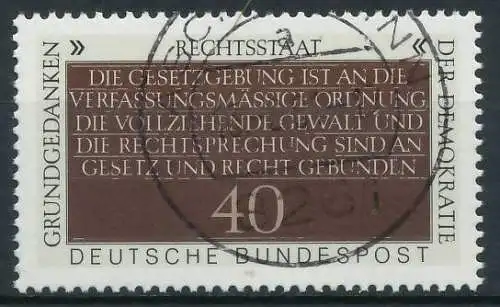 » RECHTSSTAAT «
GRUNDGEDANKEN
DER DEMOKRATIE
DIE GESETZGEBUNG IST AN DIE
VERFASSUNGSMÄSSIGE ORDNUNG
DIE VOLLZIEHENDE GEWALT UND
DIE RECHTSPRECHUNG SIND AN
GESETZ UND RECHT GEBUNDEN
40
DEUTSCHE BUNDESPOST
a